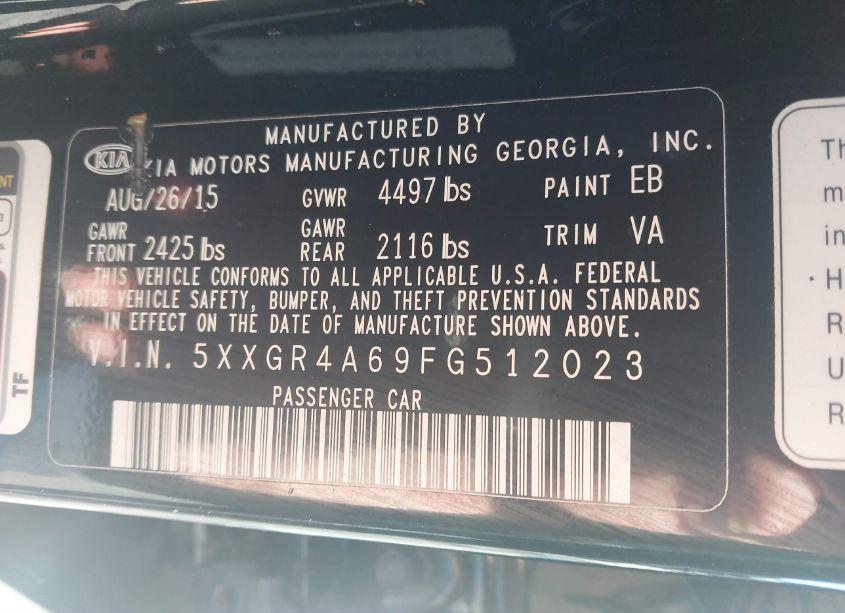 MANUFACTURED BY
KIA KIA MOTORS MANUFACTURING GEORGIA, INC.
AUG/26/15 GVWR 4497 lbs PAINT EB
GAWR FRONT 2425 lbs GAWR REAR 2116 lbs TRIM VA
THIS VEHICLE CONFORMS TO ALL APPLICABLE U.S.A. FEDERAL
MOTOR VEHICLE SAFETY, BUMPER, AND THEFT PREVENTION STANDARDS
IN EFFECT ON THE DATE OF MANUFACTURE SHOWN ABOVE.
V.I.N. 5XXGR4A69FG512023
PASSENGER CAR
TF